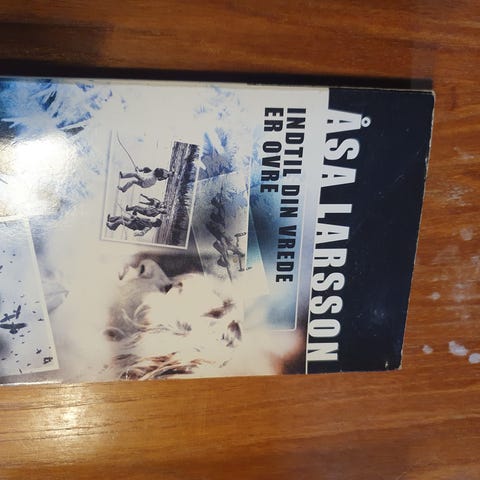 ÅSA LARSSON
INDTIL DIN VREDE
ER OVRE